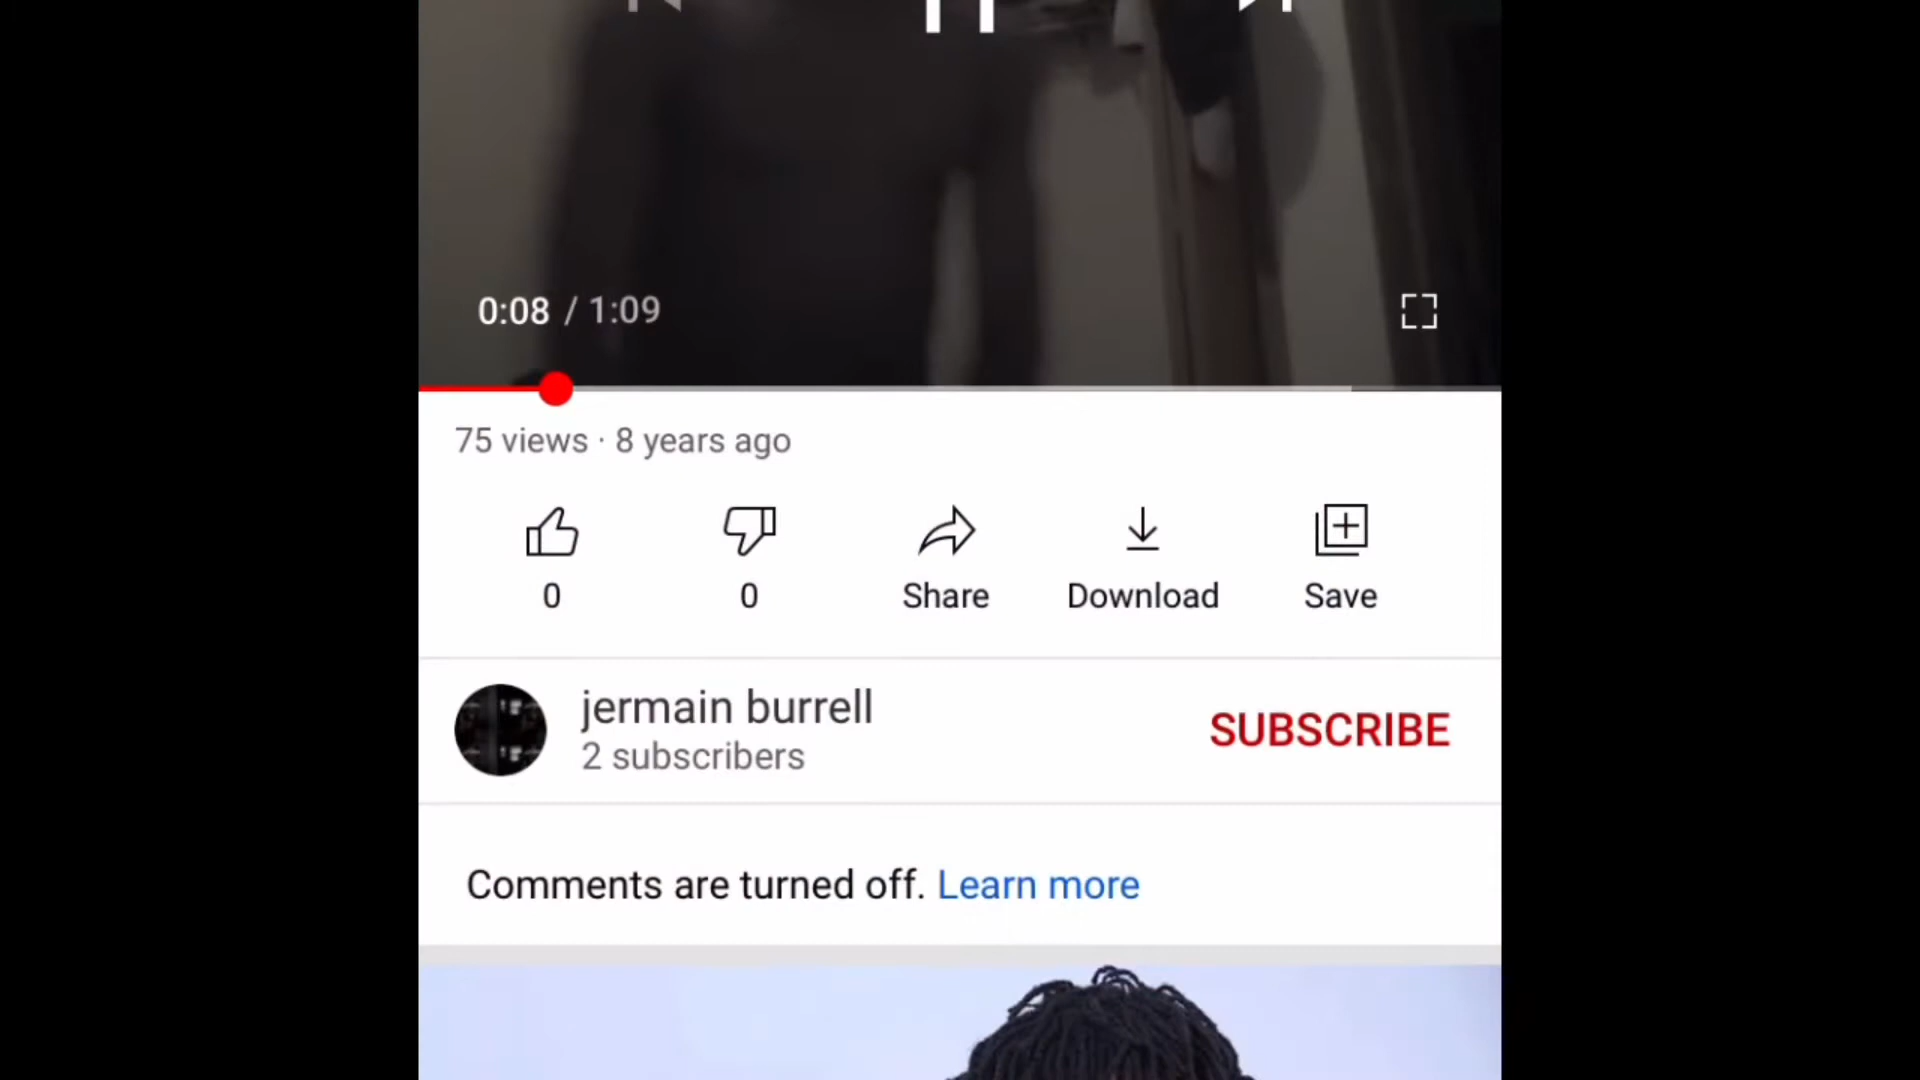 0:08 / 1:09
75 views · 8 years ago
0
0
Share
Download
Save
jermain burrell
2 subscribers
SUBSCRIBE
Comments are turned off. Learn more